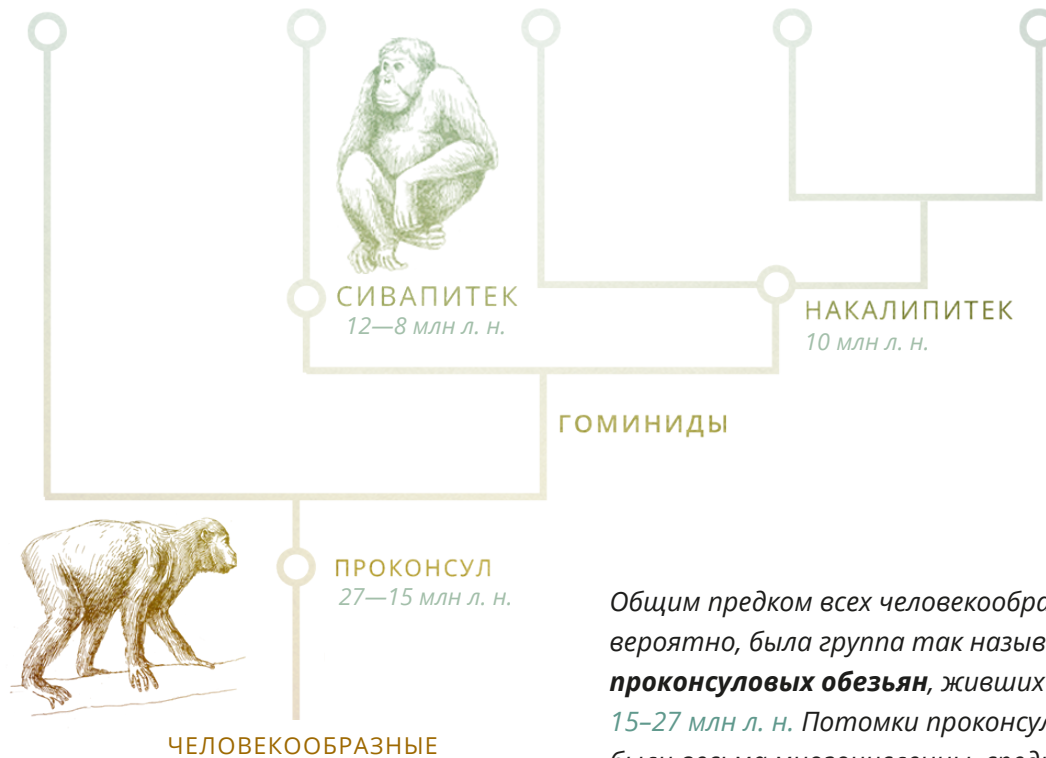 СИВАПИТЕК
12—8 млн л. н.
НАКАЛИПИТЕК
10 млн л. н.
ГОМИНИДЫ
ПРОКОНСУЛ
27—15 млн л. н.
ЧЕЛОВЕКООБРАЗНЫЕ
Общим предком всех человекообра
вероятно, была группа так назыв
проконсуловых обезьян, живших
15–27 млн л. н. Потомки проконсул